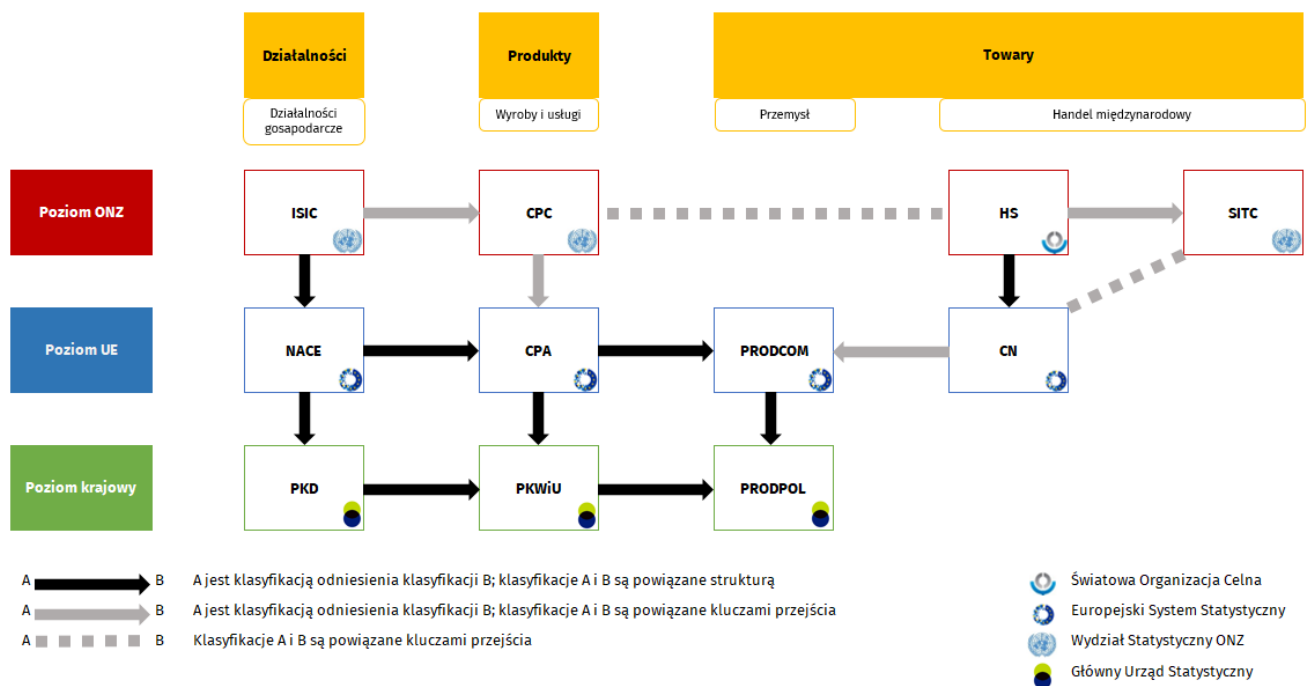 Działalności
Produkty
Towary
Działalności
gosapodarcze
Wyroby i usługi
Przemysł
Handel międzynarodowy
Poziom ONZ
ISIC
CPC
HS
SITC
Poziom UE
NACE
CPA
PRODCOM
CN
Poziom krajowy
PKD
PKWiU
PRODPOL
A B A jest klasyfikacją odniesienia klasyfikacji B; klasyfikacje A i B są powiązane strukturą
A B A jest klasyfikacją odniesienia klasyfikacji B; klasyfikacje A i B są powiązane kluczami przejścia
A B Klasyfikacje A i B są powiązane kluczami przejścia
Światowa Organizacja Celna
Europejski System Statystyczny
Wydział Statystyczny ONZ
Główny Urząd Statystyczny